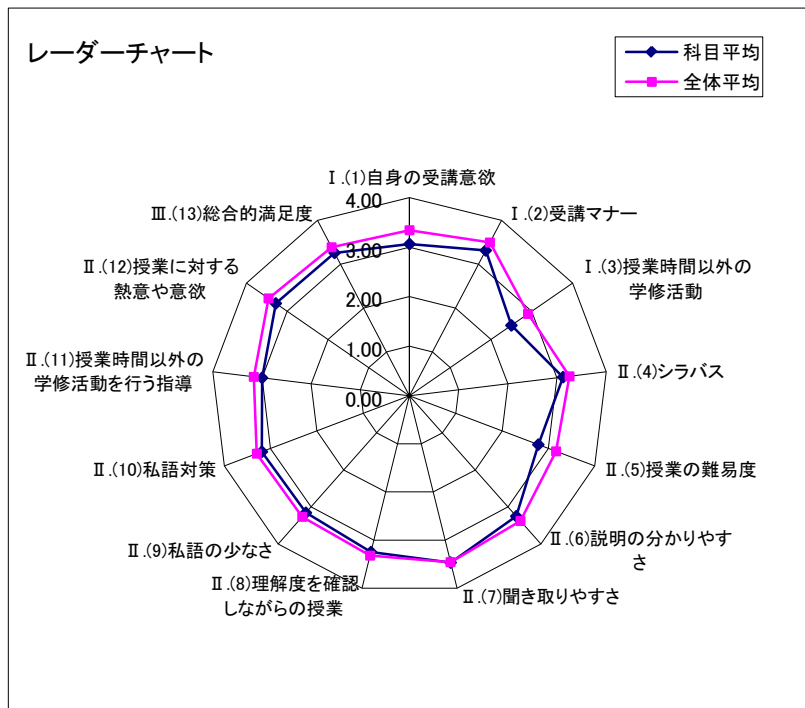 レーダーチャート
科目平均
全体平均
Ⅰ.(1)自身の受講意欲
Ⅰ.(2)受講マナー
Ⅰ.(3)授業時間以外の
学修活動
Ⅱ.(4)シラバス
Ⅱ.(5)授業の難易度
Ⅱ.(6)説明の分かりやす
さ
Ⅱ.(7)聞き取りやすさ
Ⅱ.(8)理解度を確認
しながらの授業
Ⅱ.(9)私語の少なさ
Ⅱ.(10)私語対策
Ⅱ.(11)授業時間以外の
学修活動を行う指導
Ⅱ.(12)授業に対する
熱意や意欲
Ⅲ.(13)総合的満足度
4.00
3.00
2.00
1.00
0.00